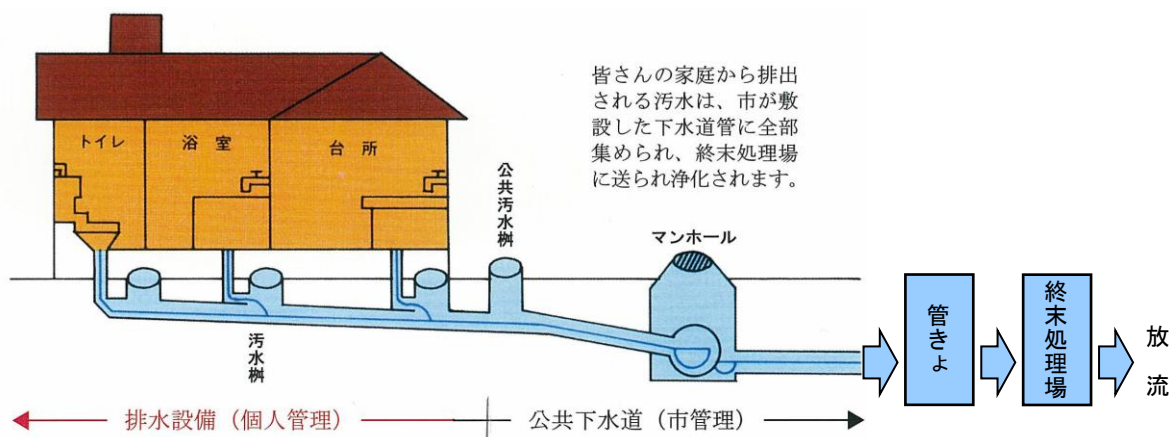 皆さんの家庭から排出
される汚水は、市が敷
設した下水道管に全部
集められ、終末処理場
に送られ浄化されます。
トイレ
浴室
台所
公共汚水桝
マンホール
汚水桝
管きょ
終末処理場
放流
排水設備（個人管理）
公共下水道（市管理）